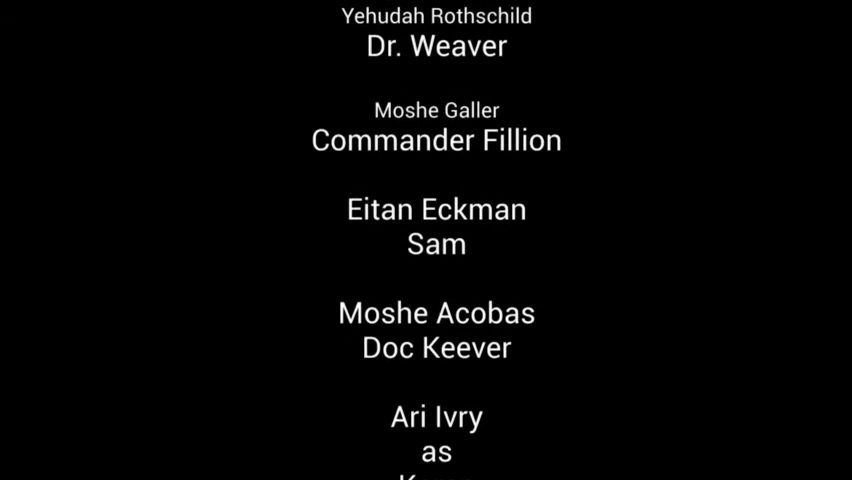 Yehudah Rothschild
Dr. Weaver
Moshe Galler
Commander Fillion
Eitan Eckman
Sam
Moshe Acobas
Doc Keever
Ari Ivry
as